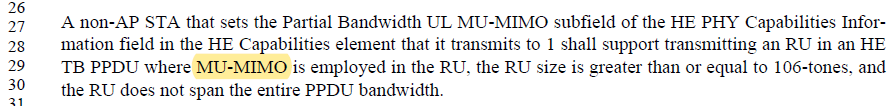 26
27 A non-AP STA that sets the Partial Bandwidth UL MU-MIMO subfield of the HE PHY Capabilities Infor-
28 mation field in the HE Capabilities element that it transmits to 1 shall support transmitting an RU in an HE
29 TB PPDU where MU-MIMO is employed in the RU, the RU size is greater than or equal to 106-tones, and
30 the RU does not span the entire PPDU bandwidth.
31